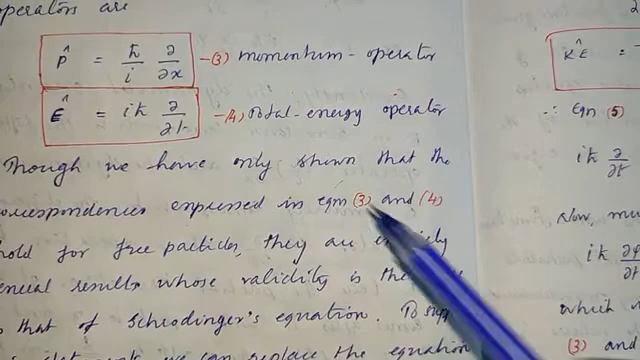 operators are
p̂ = ħ/i ∂/∂x -(3) momentum-operator
Ê = iħ ∂/∂t -(4) Total-energy operator
Though we have only shown that the
correspondences expressed in eqn (3) and (4)
hold for free particles, they are
results whose validity is the
that of Schrodinger's equation. To
we can replace the equation
K̂E =
∴ Eqn (5)
iħ ∂/∂t
Now,
iħ
which
(3) and